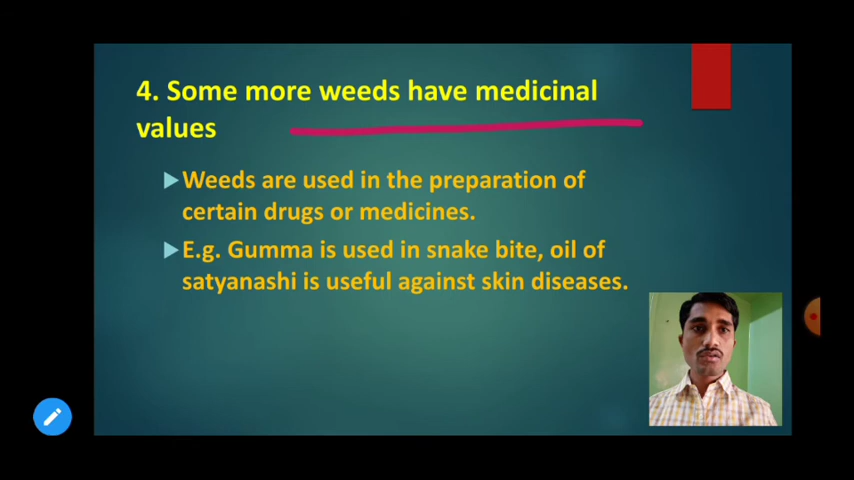 4. Some more weeds have medicinal
values
Weeds are used in the preparation of
certain drugs or medicines.
E.g. Gumma is used in snake bite, oil of
satyanashi is useful against skin diseases.